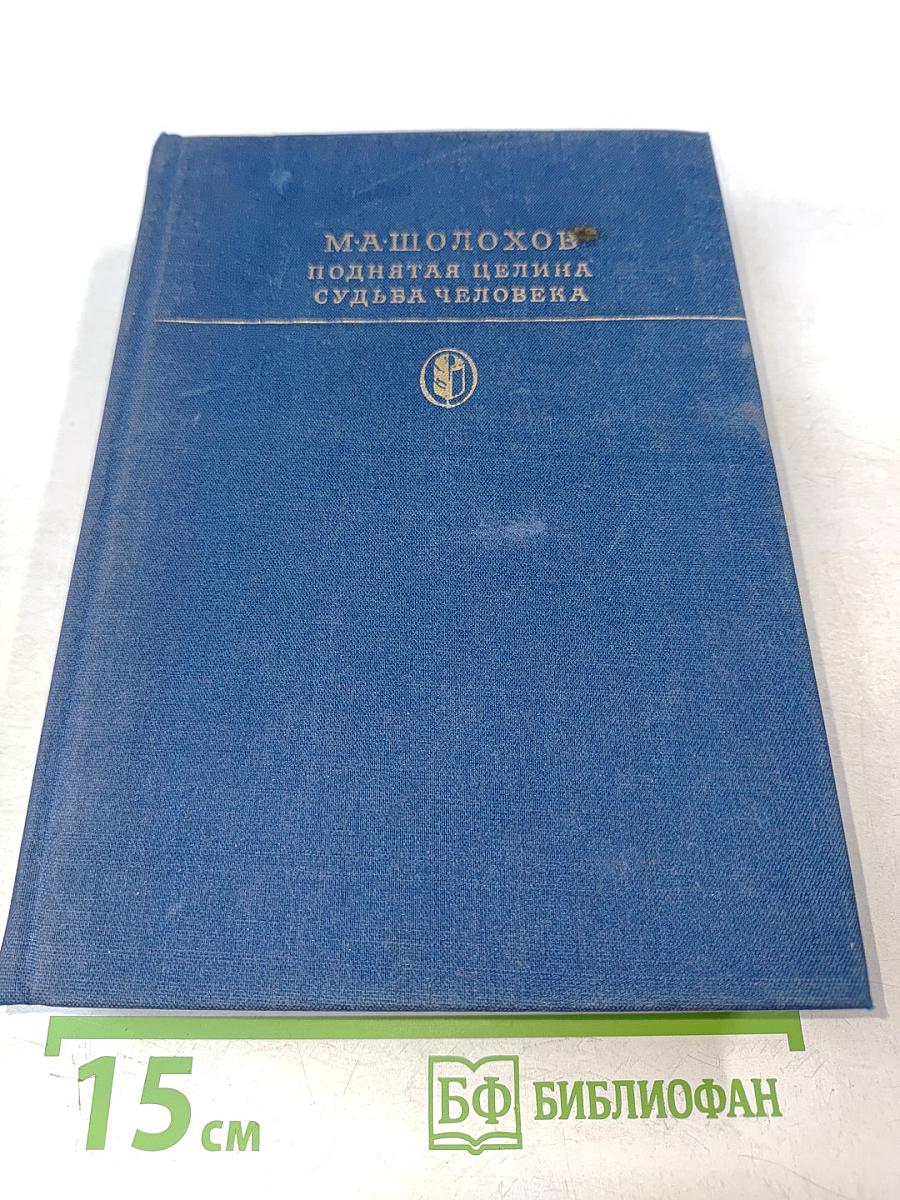 М·А·ШОЛОХОВ
ПОДНЯТАЯ ЦЕЛИНА
СУДЬБА ЧЕЛОВЕКА
15 см
БФ БИБЛИОФАН